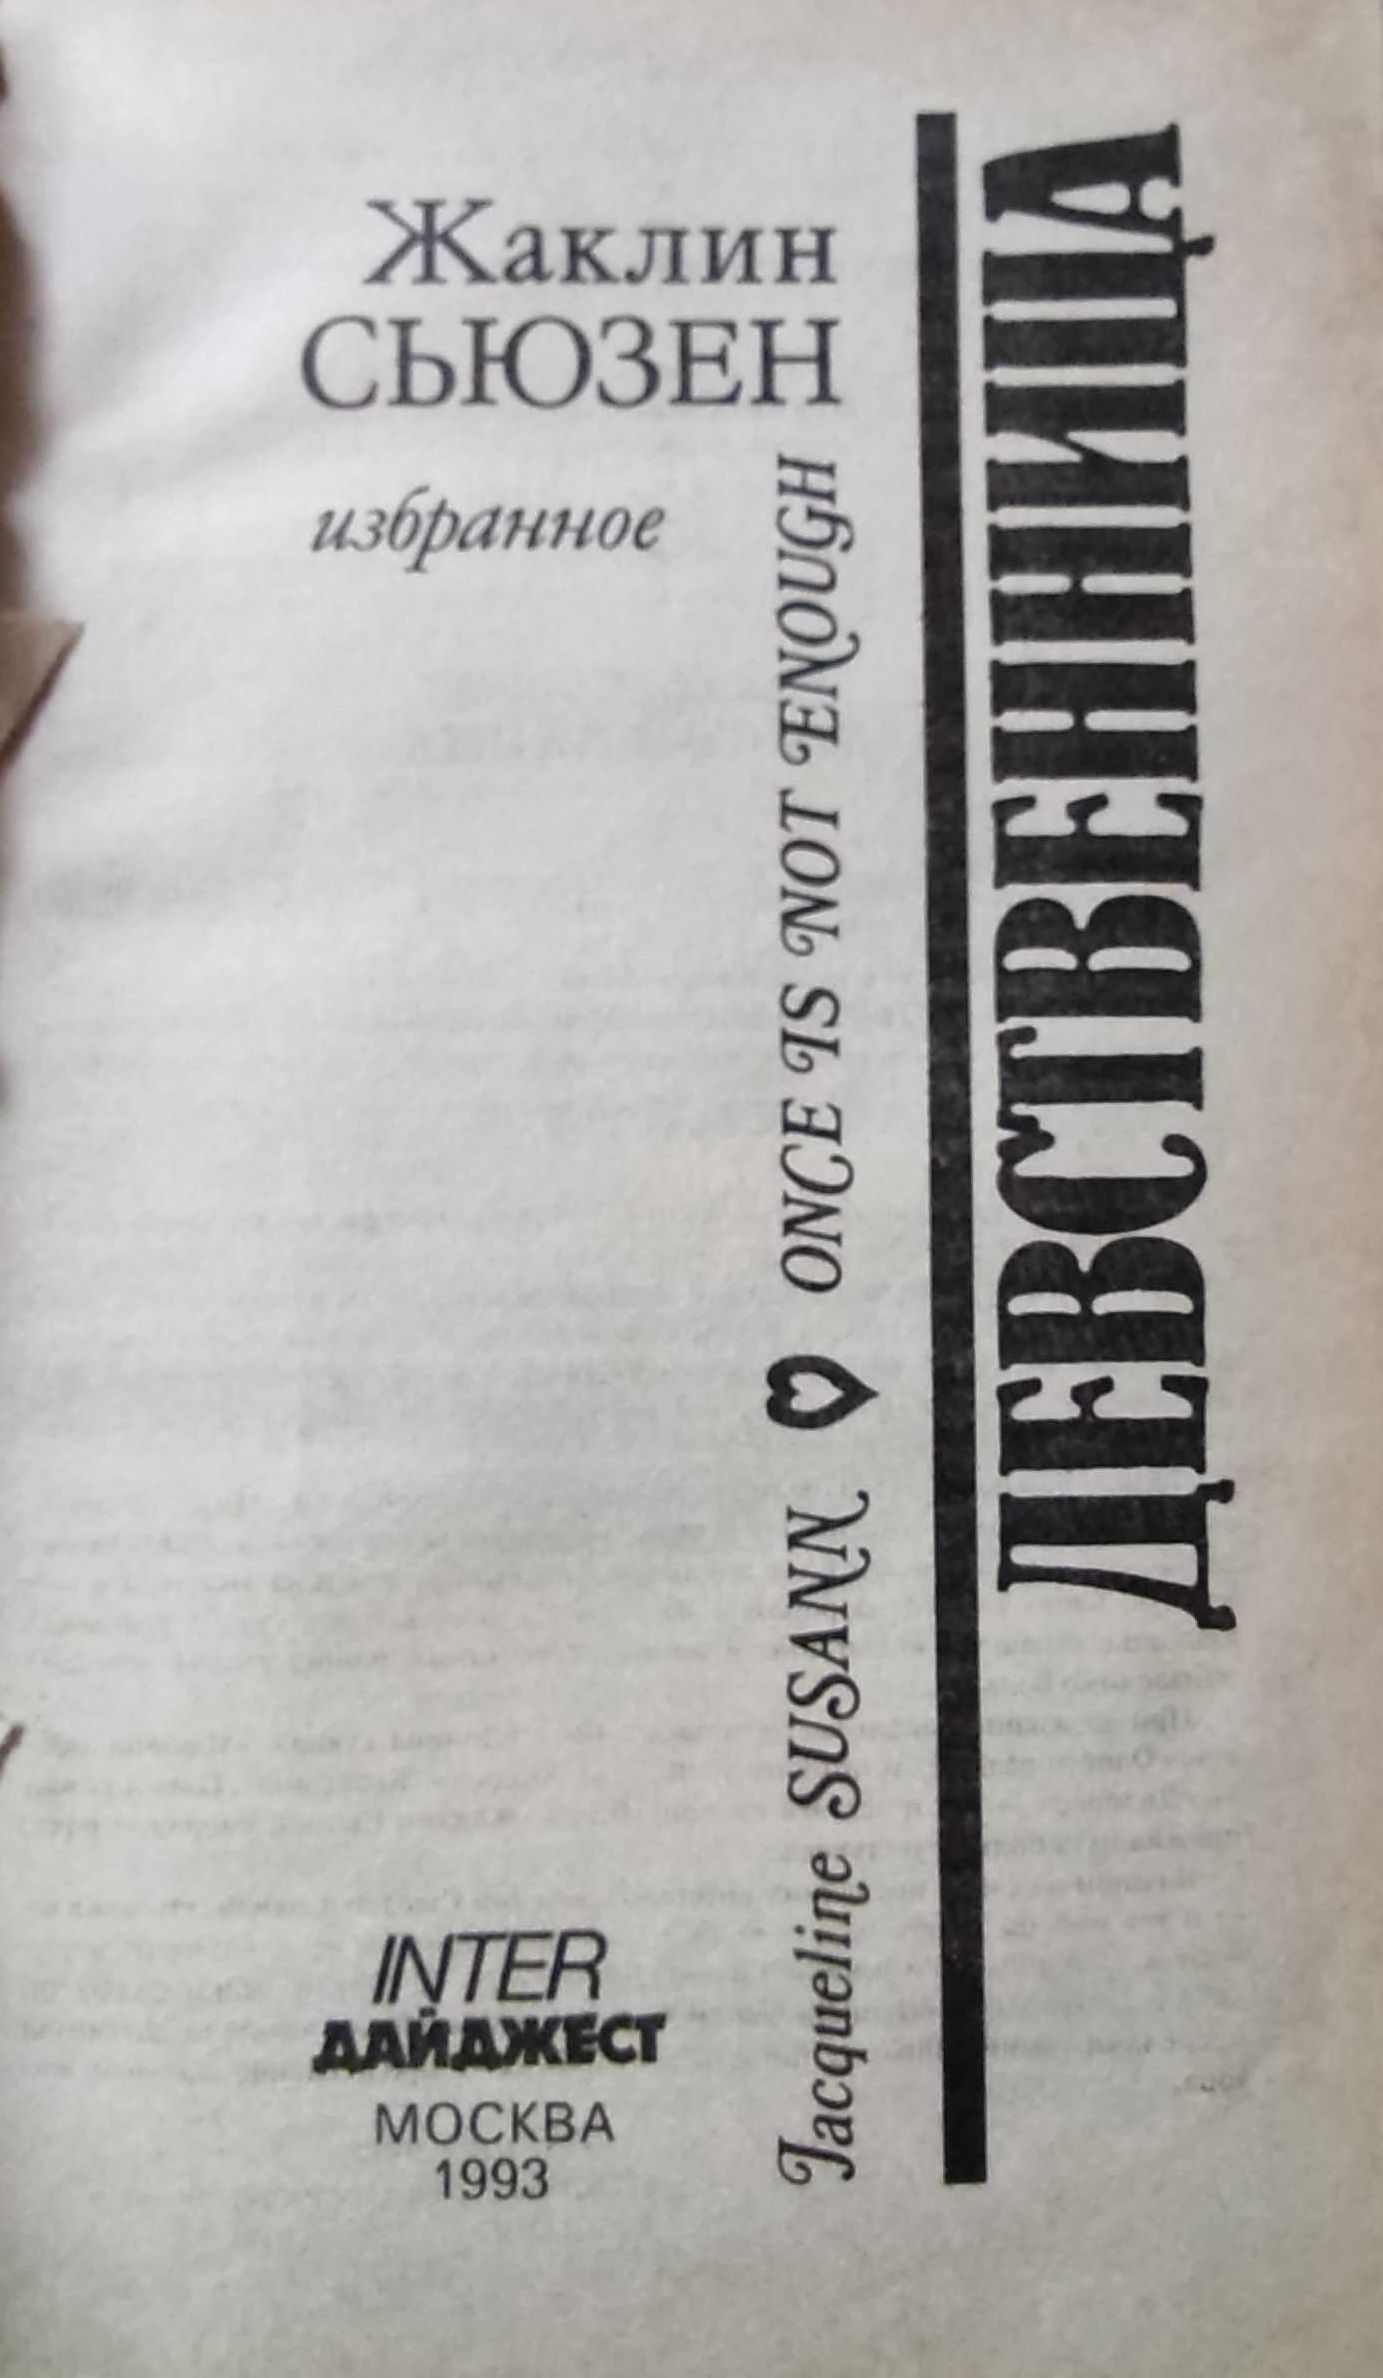 Жаклин
СЬЮЗЕН
избранное
Jacqueline SUSANN ONCE IS NOT ENOUGH
ДЕВСТВЕННИЦА
INTER
ДАЙДЖЕСТ
МОСКВА
1993